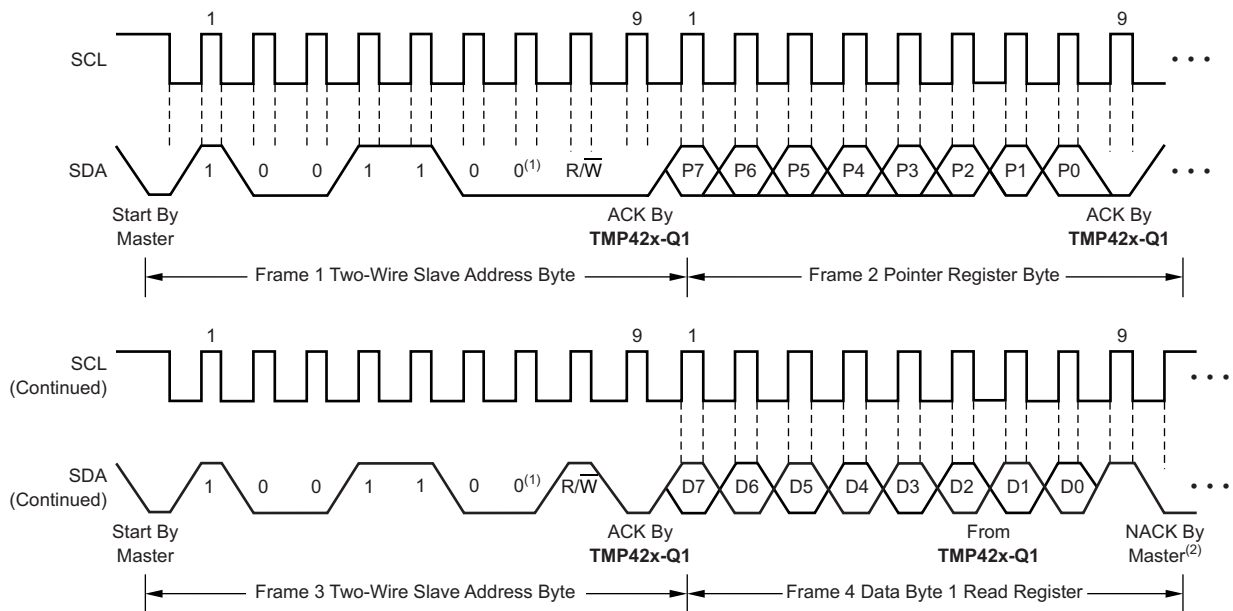 1 9 1 9
SCL
SDA
1 0 0 1 1 0 0(1) R/W P7 P6 P5 P4 P3 P2 P1 P0
Start By
Master
ACK By
TMP42x-Q1
ACK By
TMP42x-Q1
Frame 1 Two-Wire Slave Address Byte
Frame 2 Pointer Register Byte
1 9 1 9
SCL
(Continued)
SDA
(Continued)
1 0 0 1 1 0 0(1) R/W D7 D6 D5 D4 D3 D2 D1 D0
Start By
Master
ACK By
TMP42x-Q1
From
TMP42x-Q1
NACK By
Master(2)
Frame 3 Two-Wire Slave Address Byte
Frame 4 Data Byte 1 Read Register